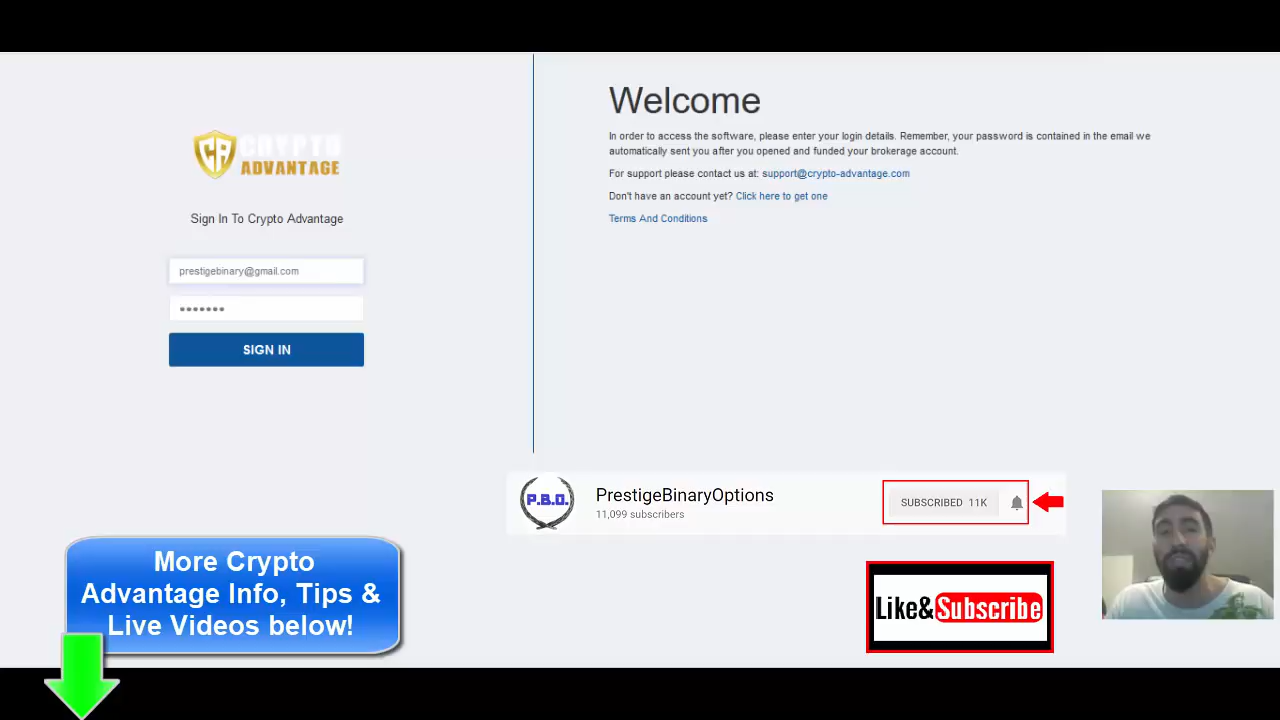 CRYPTO
ADVANTAGE
Sign In To Crypto Advantage
prestigebinary@gmail.com
SIGN IN
Welcome
In order to access the software, please enter your login details. Remember, your password is contained in the email we
automatically sent you after you opened and funded your brokerage account.
For support please contact us at: support@crypto-advantage.com
Don't have an account yet? Click here to get one
Terms And Conditions
P.B.O.
PrestigeBinaryOptions
11,099 subscribers
SUBSCRIBED 11K
More Crypto
Advantage Info, Tips &
Live Videos below!
Like&Subscribe